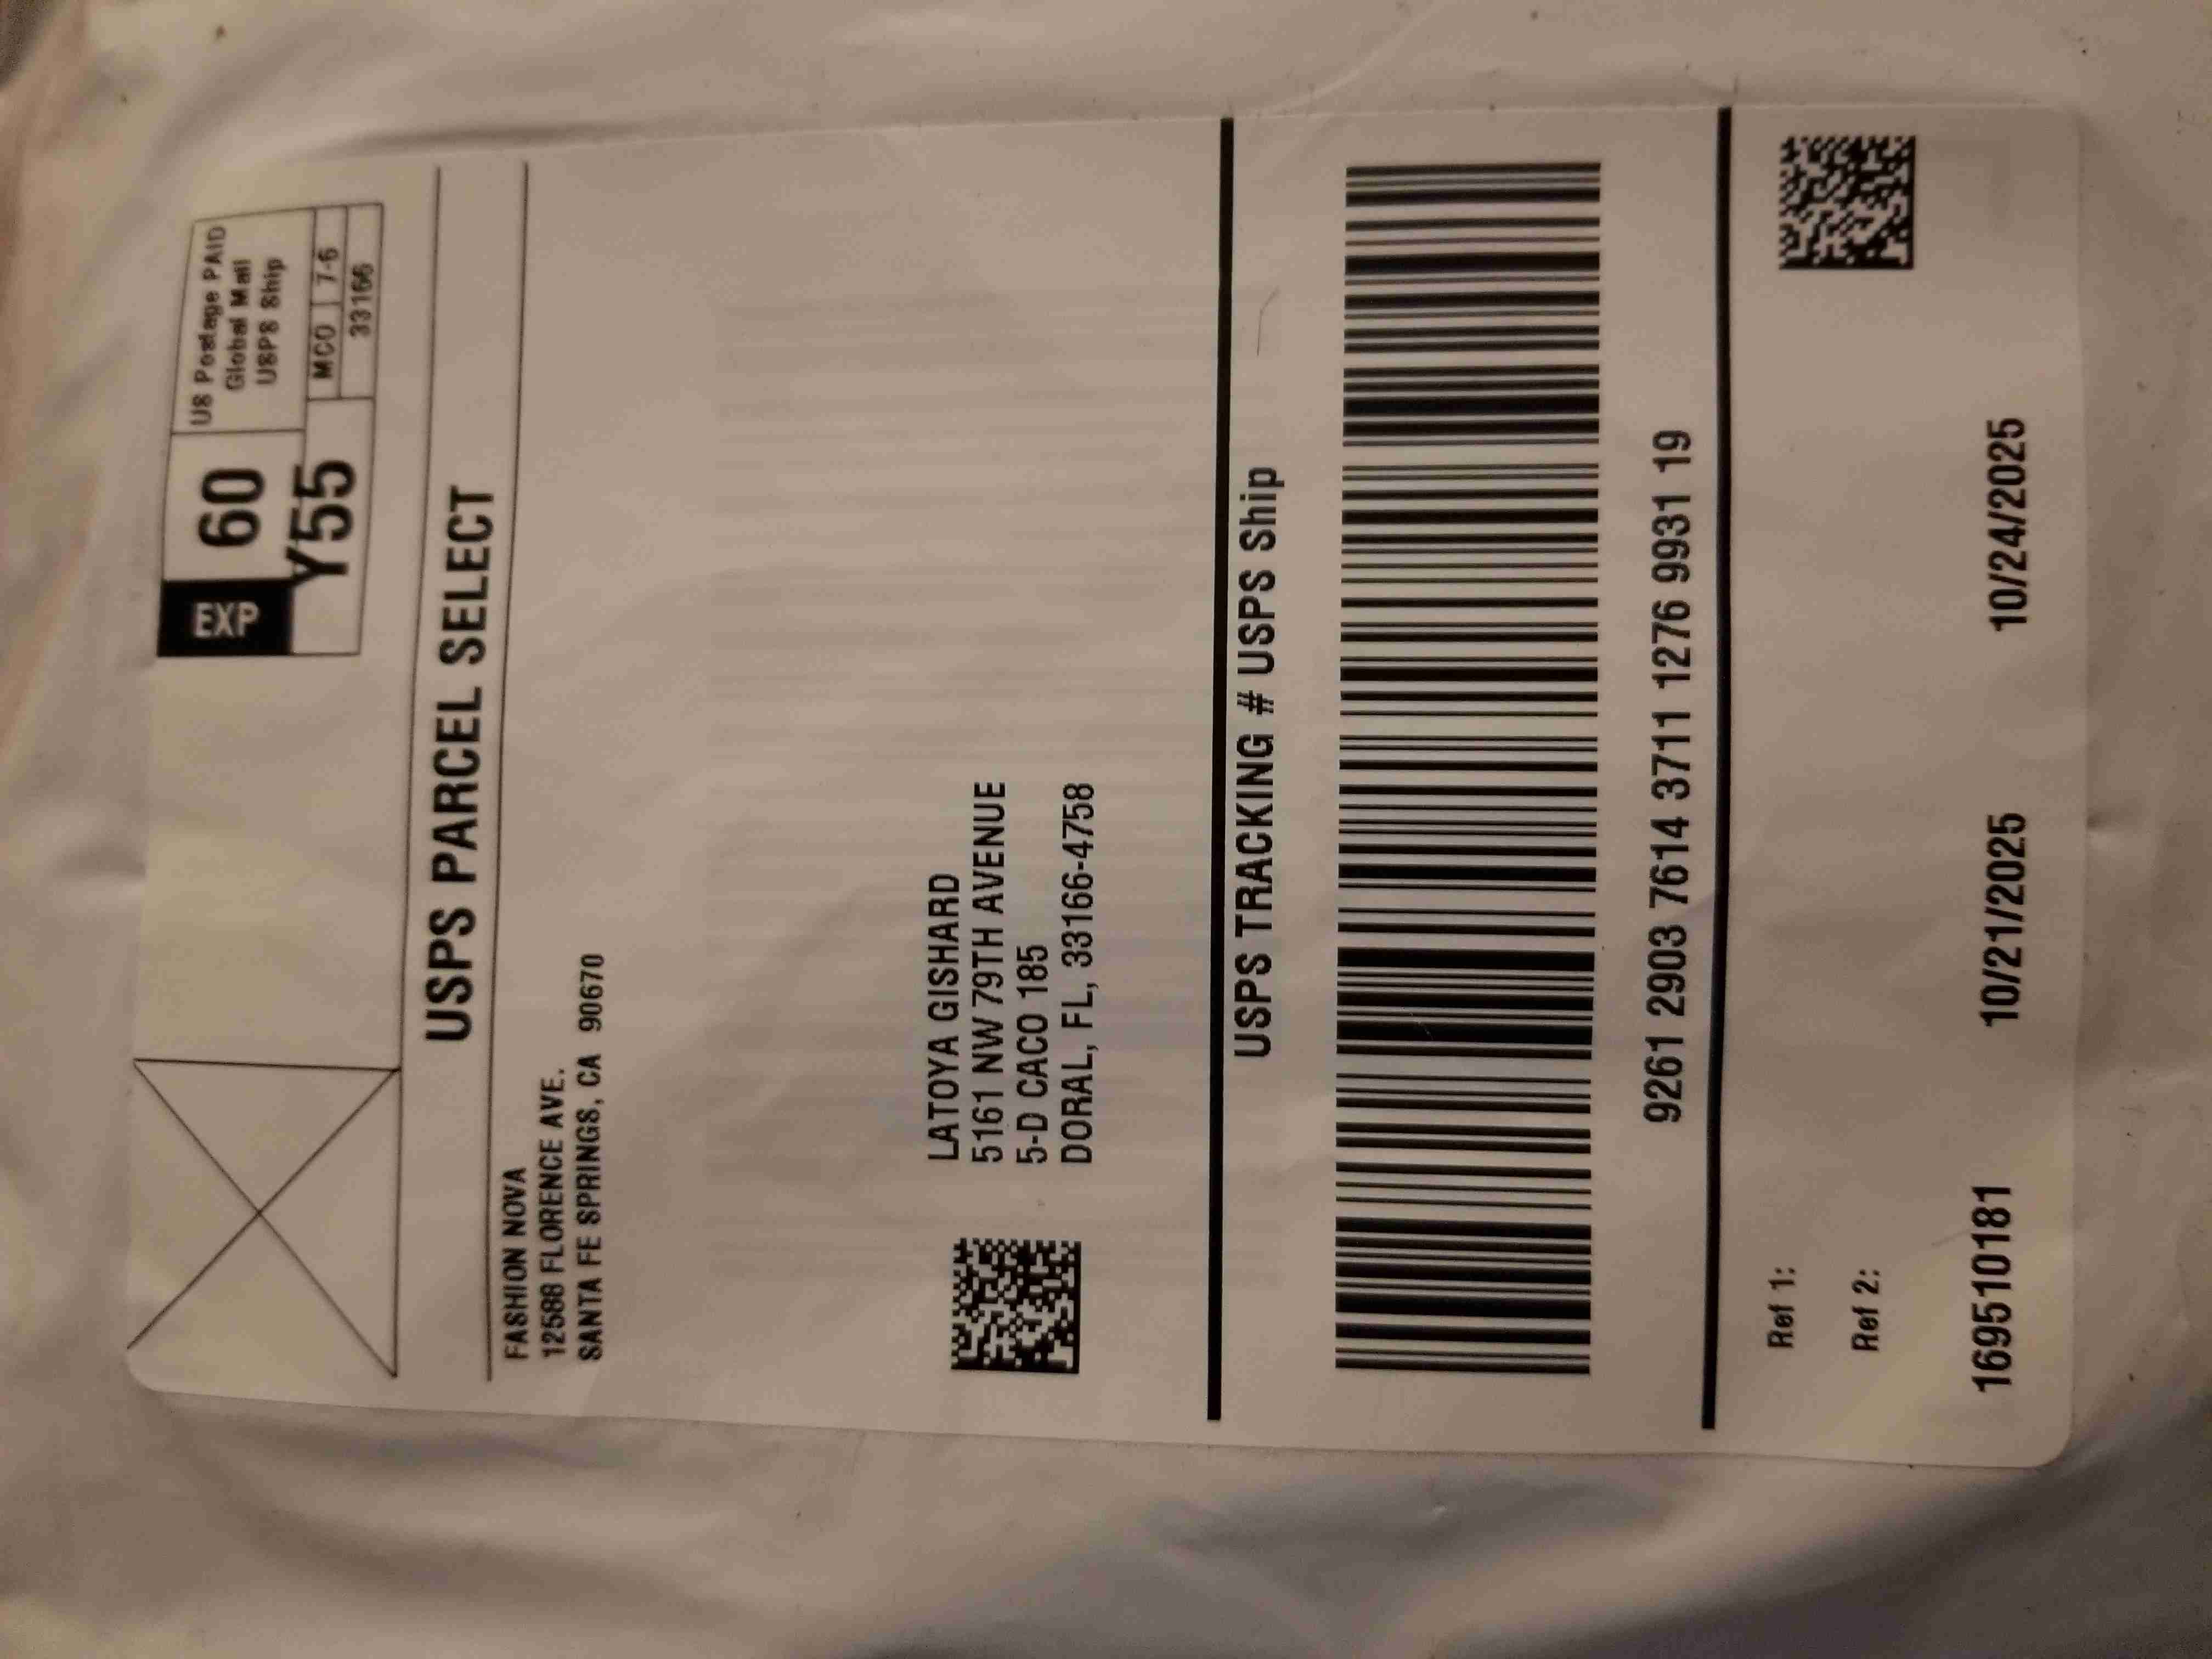 EXP 60
Y55
US Postage PAID
Global Mail
USPS Ship
MCO 7-6
33166
USPS PARCEL SELECT
FASHION NOVA
12588 FLORENCE AVE.
SANTA FE SPRINGS, CA 90670
LATOYA GISHARD
5161 NW 79TH AVENUE
5-D CACO 185
DORAL, FL, 33166-4758
USPS TRACKING # USPS Ship
9261 2903 7614 3711 1276 9931 19
Ref 1:
Ref 2:
169510181 10/21/2025 10/24/2025